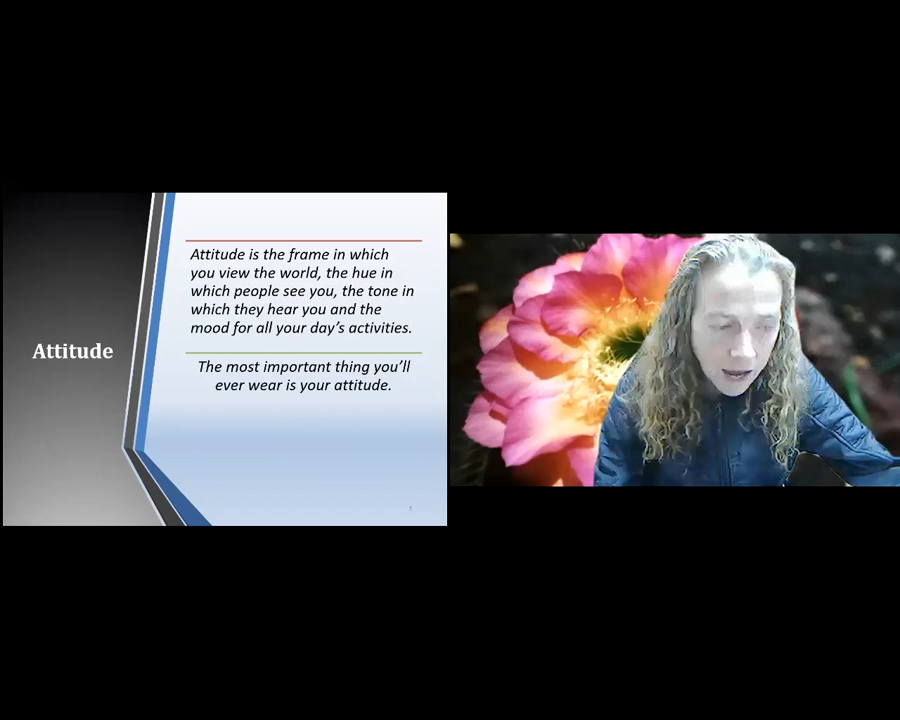 Attitude
Attitude is the frame in which
you view the world, the hue in
which people see you, the tone in
which they hear you and the
mood for all your day’s activities.
The most important thing you’ll
ever wear is your attitude.